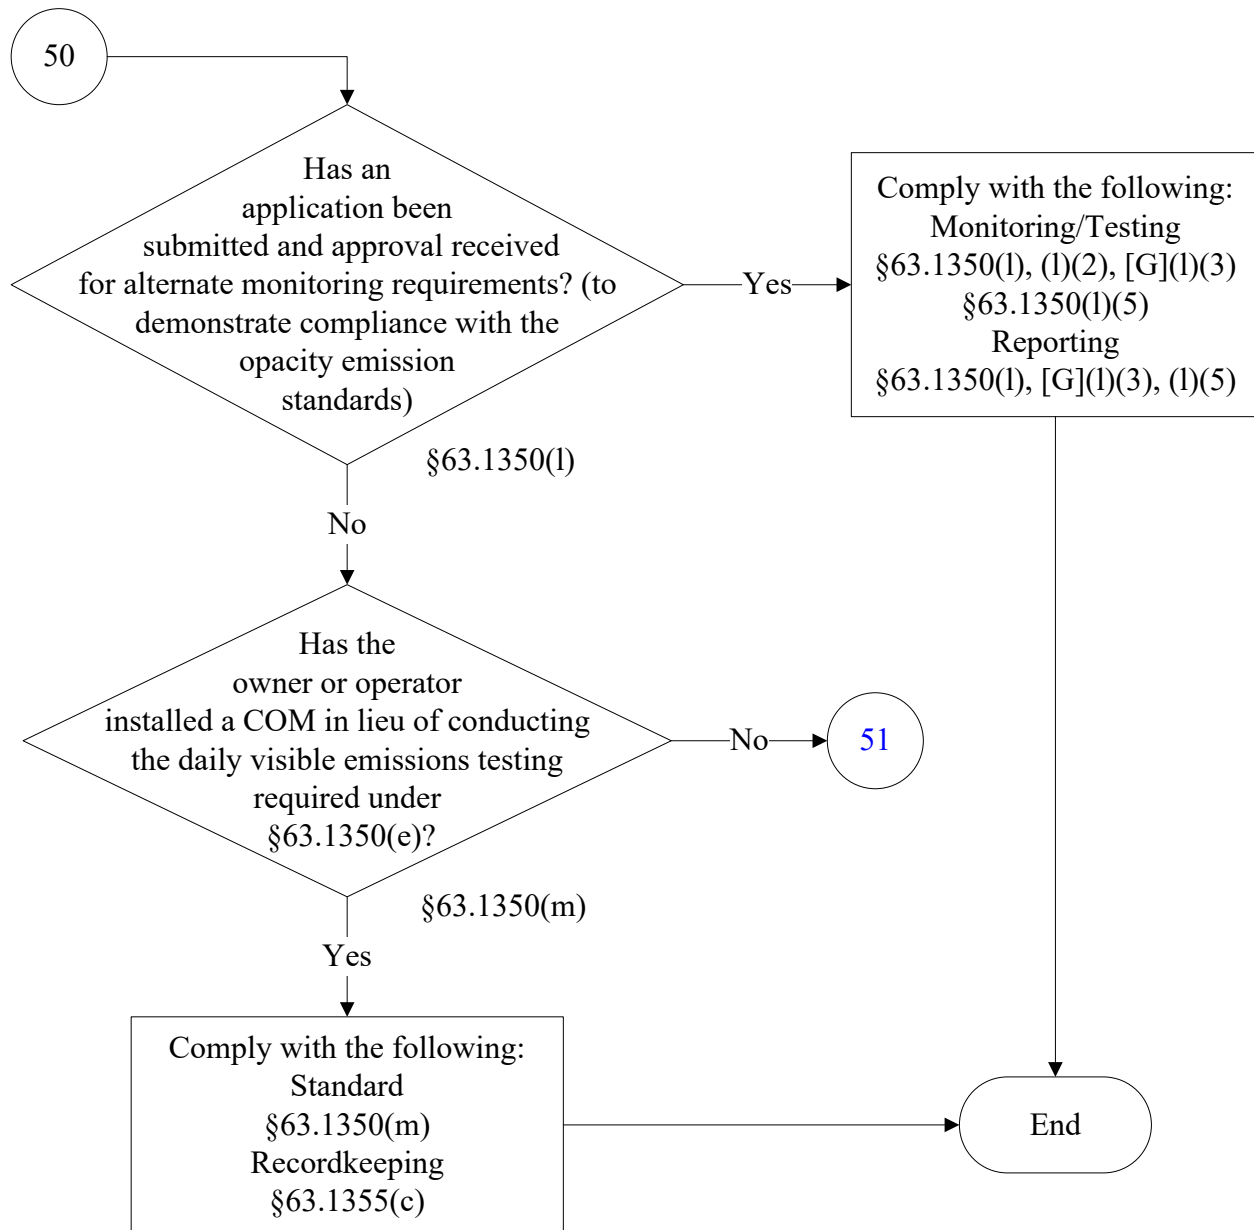 50
Has an
application been
submitted and approval received
for alternate monitoring requirements? (to
demonstrate compliance with the
opacity emission
standards)
§63.1350(l)
Yes
Comply with the following:
Monitoring/Testing
§63.1350(l), (l)(2), [G](l)(3)
§63.1350(l)(5)
Reporting
§63.1350(l), [G](l)(3), (l)(5)
No
Has the
owner or operator
installed a COM in lieu of conducting
the daily visible emissions testing
required under
§63.1350(e)?
§63.1350(m)
No
51
Yes
Comply with the following:
Standard
§63.1350(m)
Recordkeeping
§63.1355(c)
End